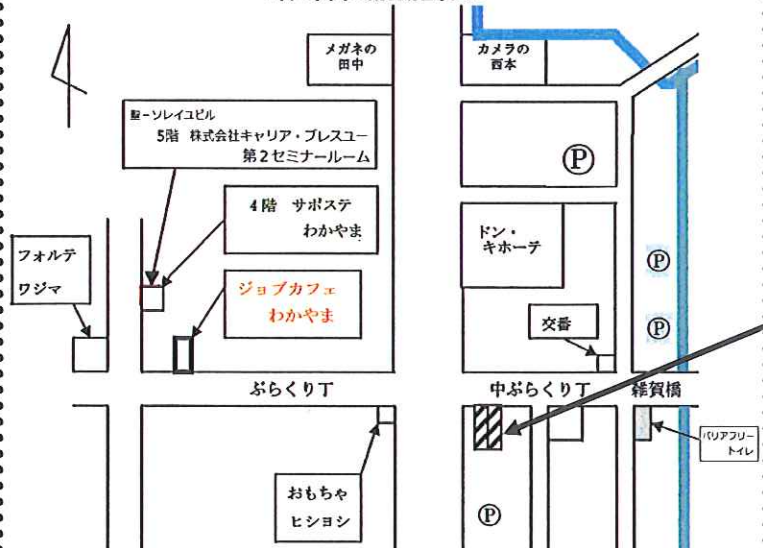 メガネの
田中
カメラの
西本
聖-ソレイユビル
5階 株式会社キャリア・ブレスユー
第2セミナールーム
Ⓟ
4階 サポステ
わかやま
ドン・
キホーテ
フォルテ
ワジマ
Ⓟ
ジョブカフェ
わかやま
交番
Ⓟ
ぶらくり丁
中ぶらくり丁
雑賀橋
バリアフリー
トイレ
おもちゃ
ヒショシ
Ⓟ